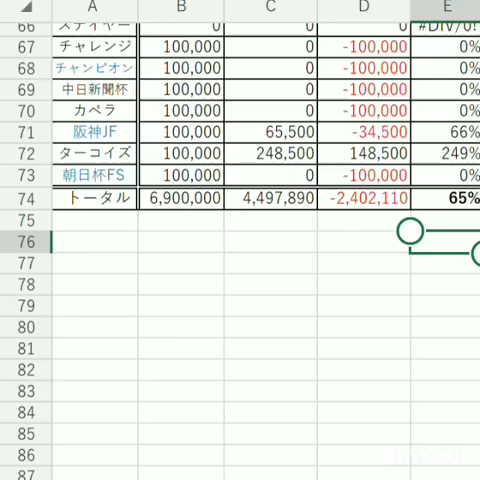 A B C D E
66 ステイヤー 0 0 0 #DIV/0!
67 チャレンジ 100,000 0 -100,000 0%
68 チャンピオン 100,000 0 -100,000 0%
69 中日新聞杯 100,000 0 -100,000 0%
70 カペラ 100,000 0 -100,000 0%
71 阪神JF 100,000 65,500 -34,500 66%
72 ターコイズ 100,000 248,500 148,500 249%
73 朝日杯FS 100,000 0 -100,000 0%
74 トータル 6,900,000 4,497,890 -2,402,110 65%
75
76
77
78
79
80
81
82
83
84
85
86
87